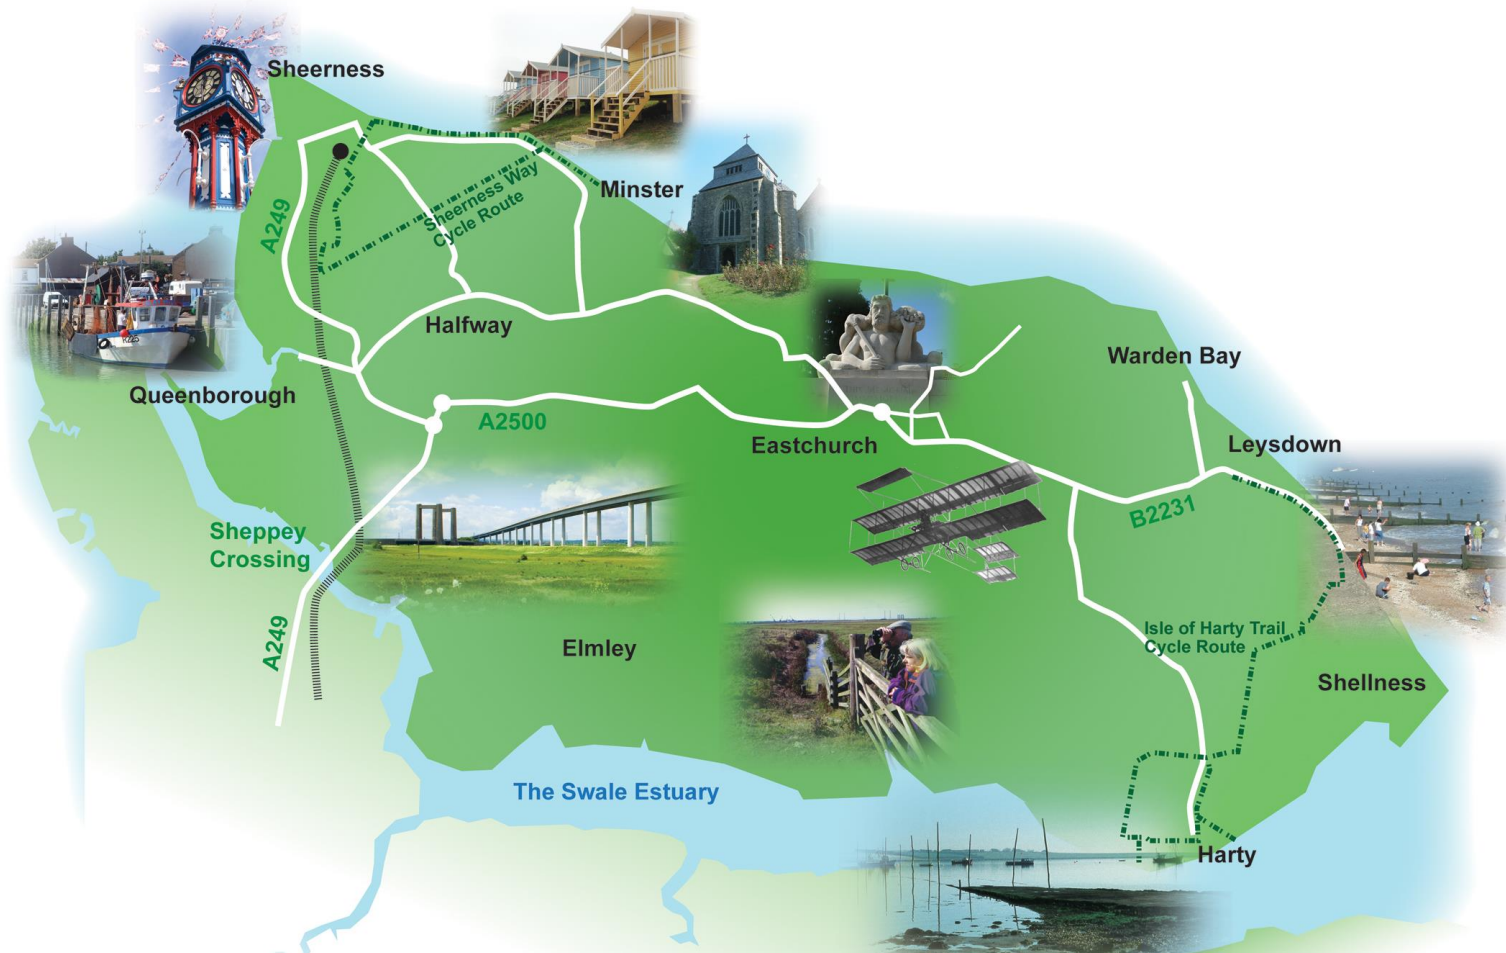 Sheerness
Minster
A249
Sheerness Way
Cycle Route
Halfway
Warden Bay
Queenborough
A2500
Eastchurch
Leysdown
B2231
Sheppey
Crossing
A249
Elmley
Isle of Harty Trail
Cycle Route
Shellness
The Swale Estuary
Harty